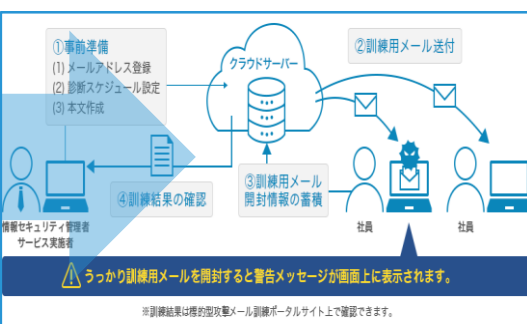 ①事前準備
(1) メールアドレス登録
(2) 診断スケジュール設定
(3) 本文作成
クラウドサーバー
②訓練用メール送付
④訓練結果の確認
③訓練用メール
開封情報の蓄積
情報セキュリティ管理者
サービス実施者
社員
社員
うっかり訓練用メールを開封すると警告メッセージが画面上に表示されます。
※訓練結果は標的型攻撃メール訓練ポータルサイト上で確認できます。